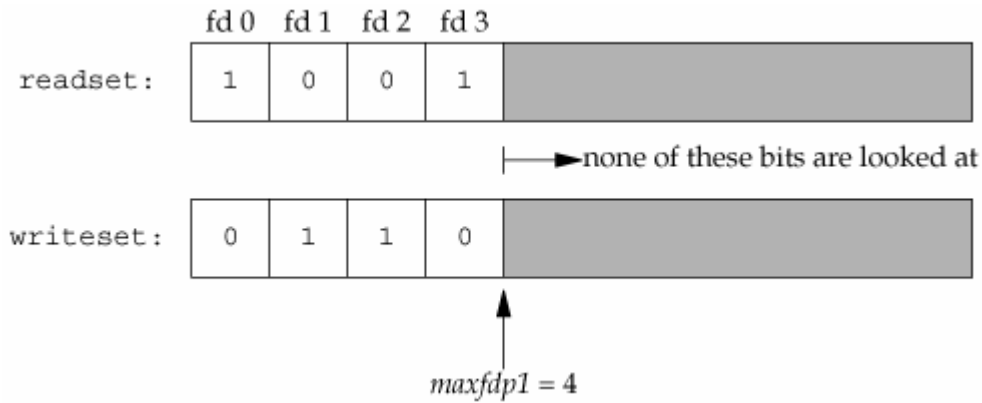 fd 0 fd 1 fd 2 fd 3
readset: 1 0 0 1
none of these bits are looked at
writeset: 0 1 1 0
maxfdp1 = 4